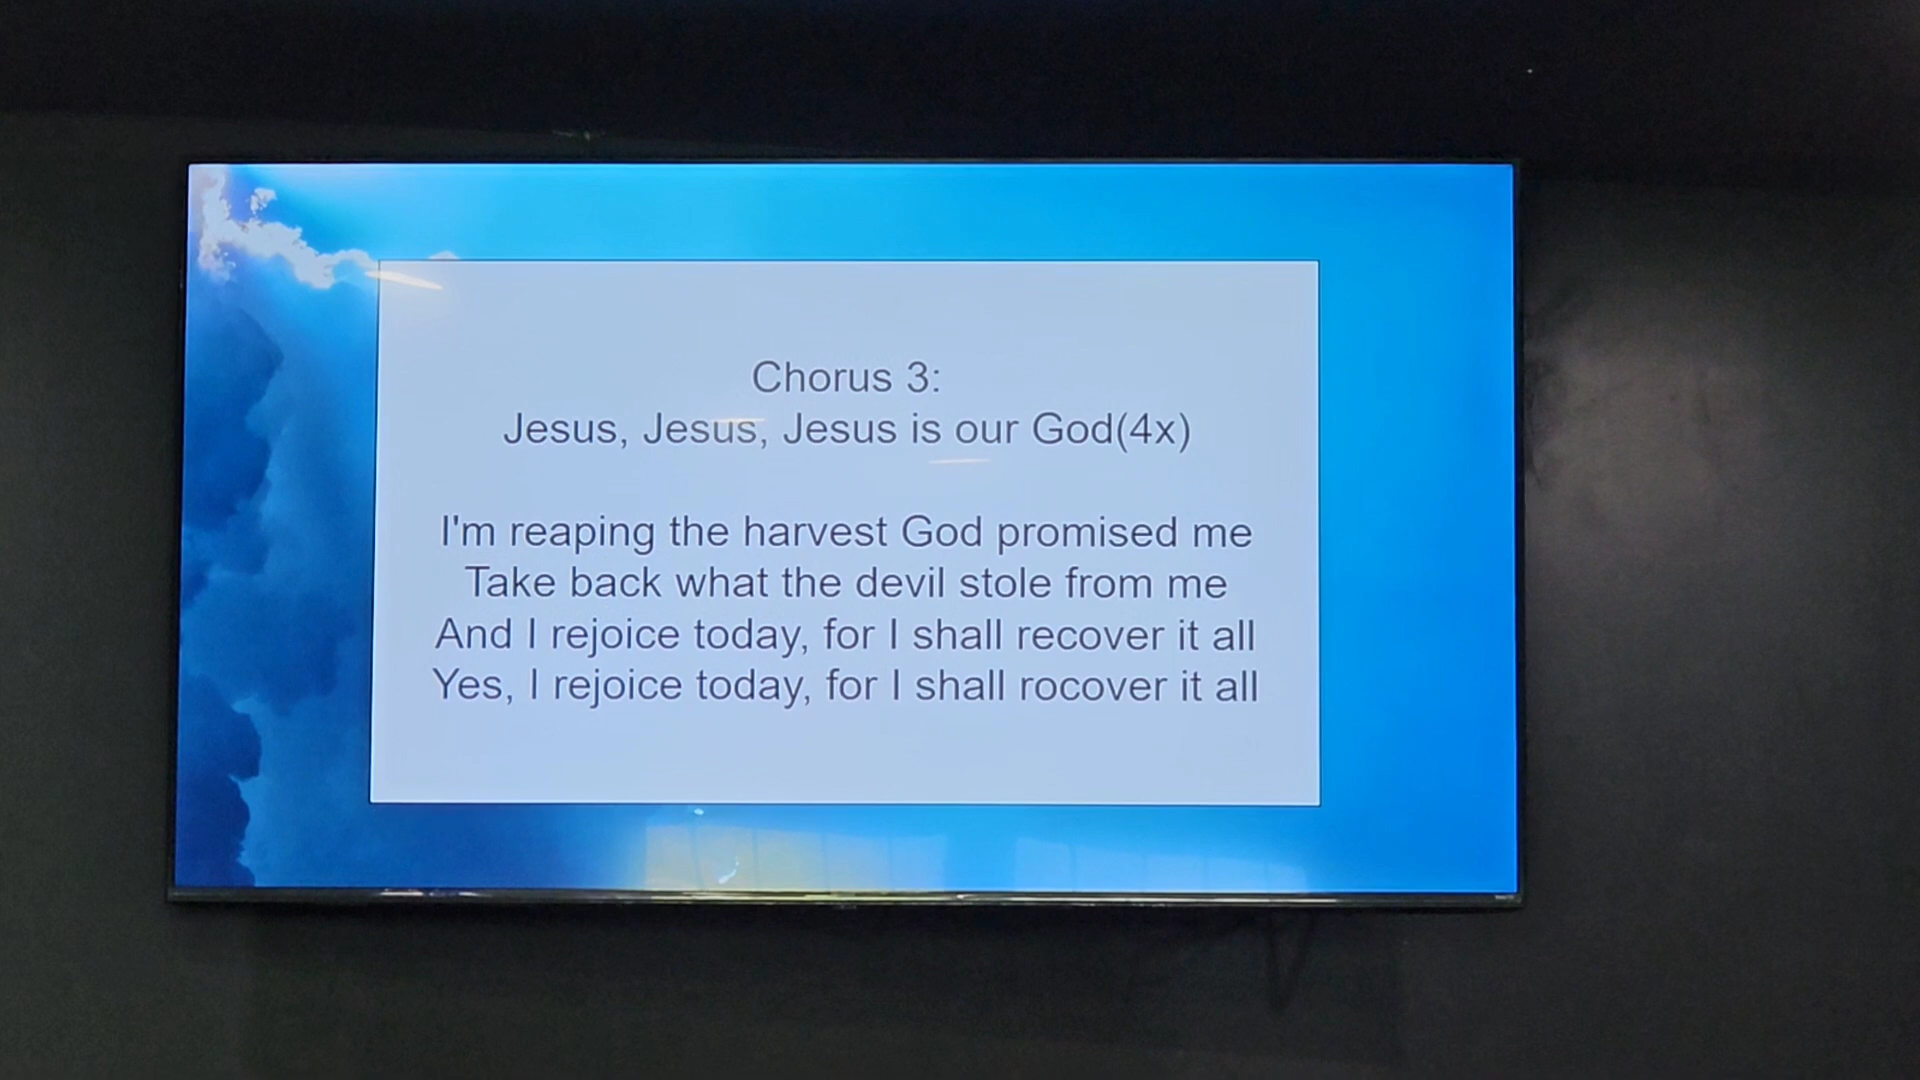 Chorus 3:
Jesus, Jesus, Jesus is our God(4x)
I'm reaping the harvest God promised me
Take back what the devil stole from me
And I rejoice today, for I shall recover it all
Yes, I rejoice today, for I shall rocover it all